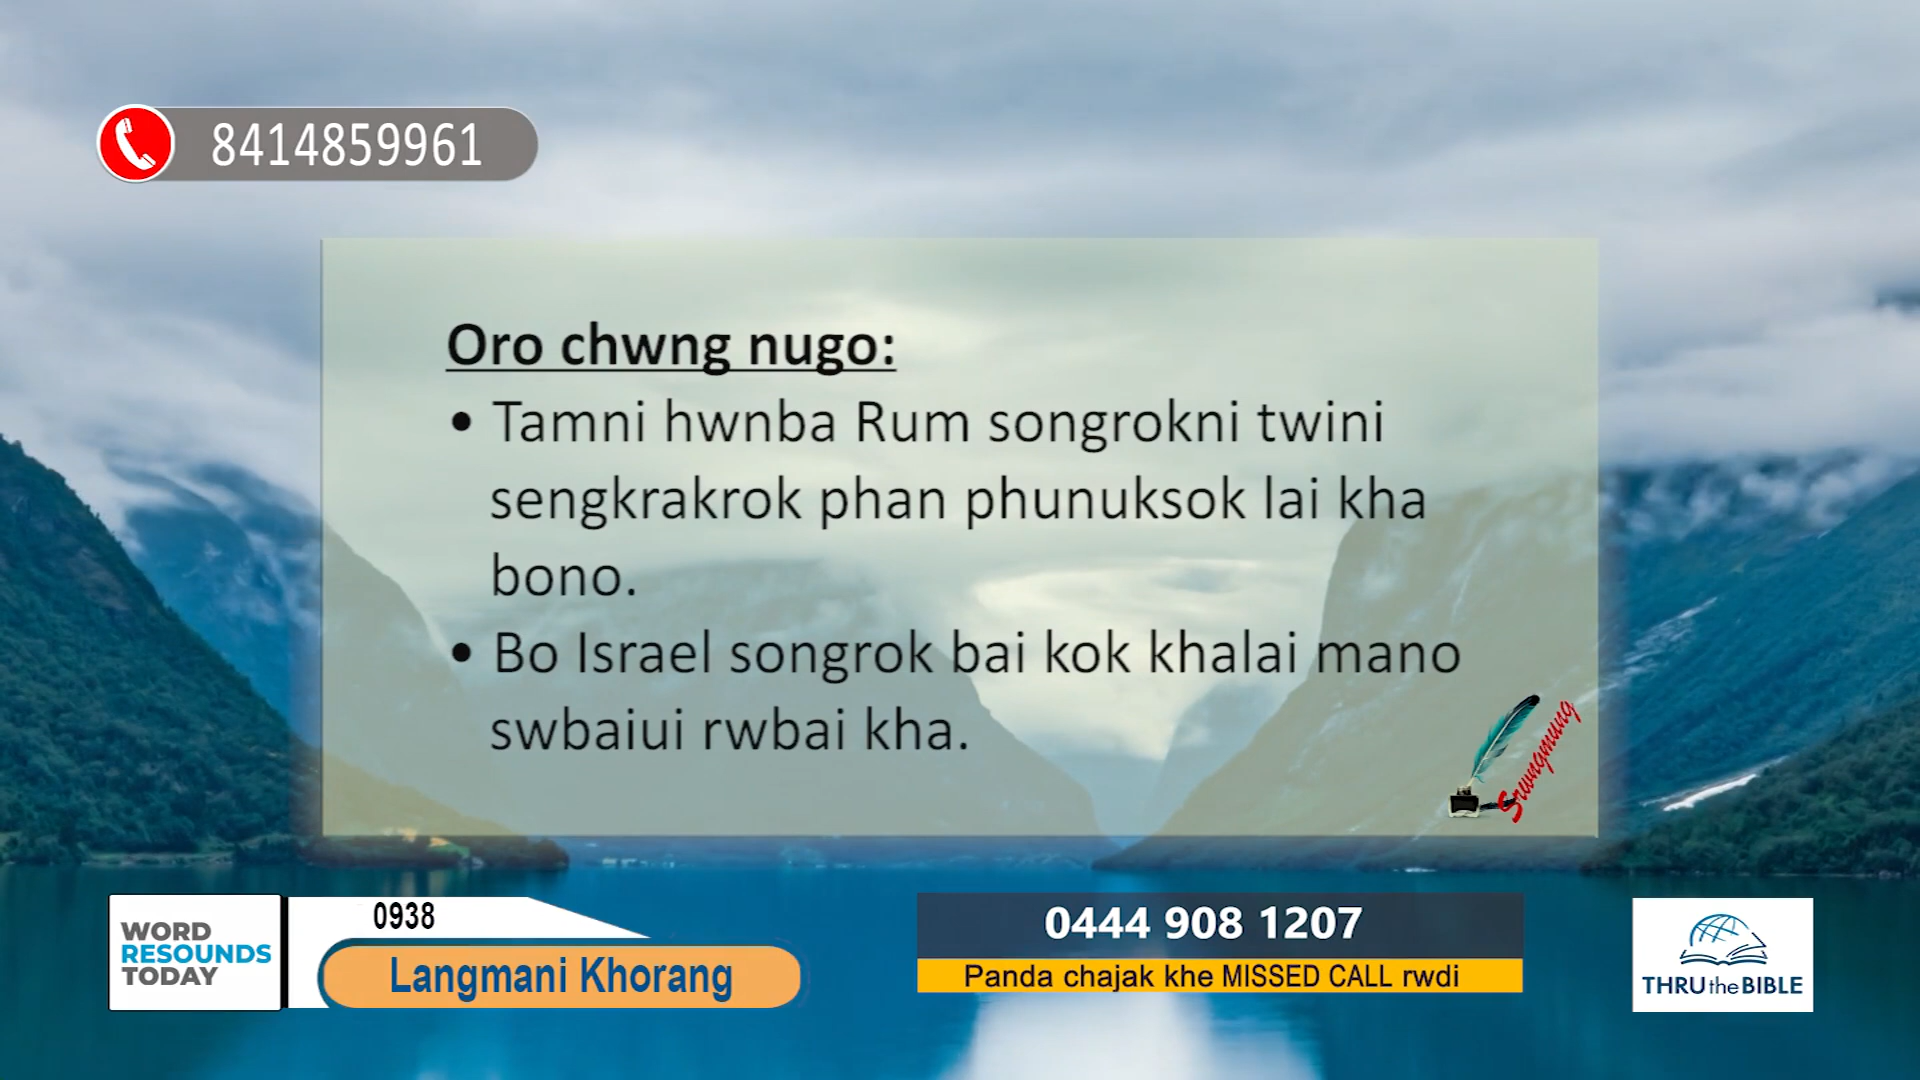 8414859961
Oro chwng nugo:
• Tamni hwnba Rum songrokni twini
sengkrakrok phan phunuksok lai kha
bono.
• Bo Israel songrok bai kok khalai mano
swbaiui rwbai kha.
Srwngmung
WORD
RESOUNDS
TODAY
0938
Langmani Khorang
0444 908 1207
Panda chajak khe MISSED CALL rwdi
THRU the BIBLE